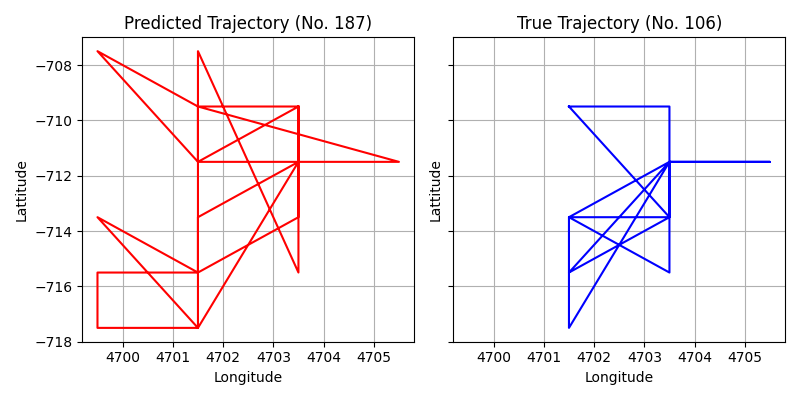 Predicted Trajectory (No. 187)
True Trajectory (No. 106)
−708
−710
−712
−714
−716
−718
Lattitude
Lattitude
4700 4701 4702 4703 4704 4705
4700 4701 4702 4703 4704 4705
Longitude
Longitude